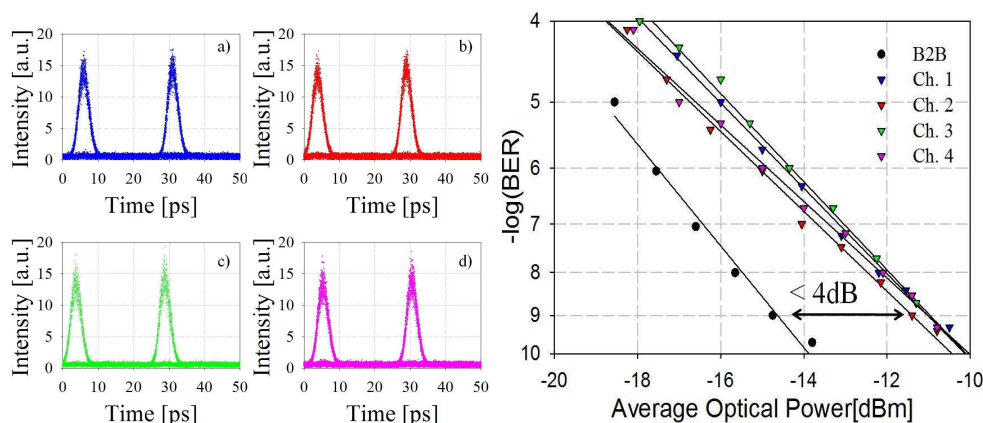 a)
Intensity [a.u.]
20
15
10
5
0
0 10 20 30 40 50
Time [ps]
b)
Intensity [a.u.]
20
15
10
5
0
0 10 20 30 40 50
Time [ps]
c)
Intensity [a.u.]
20
15
10
5
0
0 10 20 30 40 50
Time [ps]
d)
Intensity [a.u.]
20
15
10
5
0
0 10 20 30 40 50
Time [ps]
-log(BER)
4
5
6
7
8
9
10
B2B
Ch. 1
Ch. 2
Ch. 3
Ch. 4
< 4dB
-20 -18 -16 -14 -12 -10
Average Optical Power[dBm]